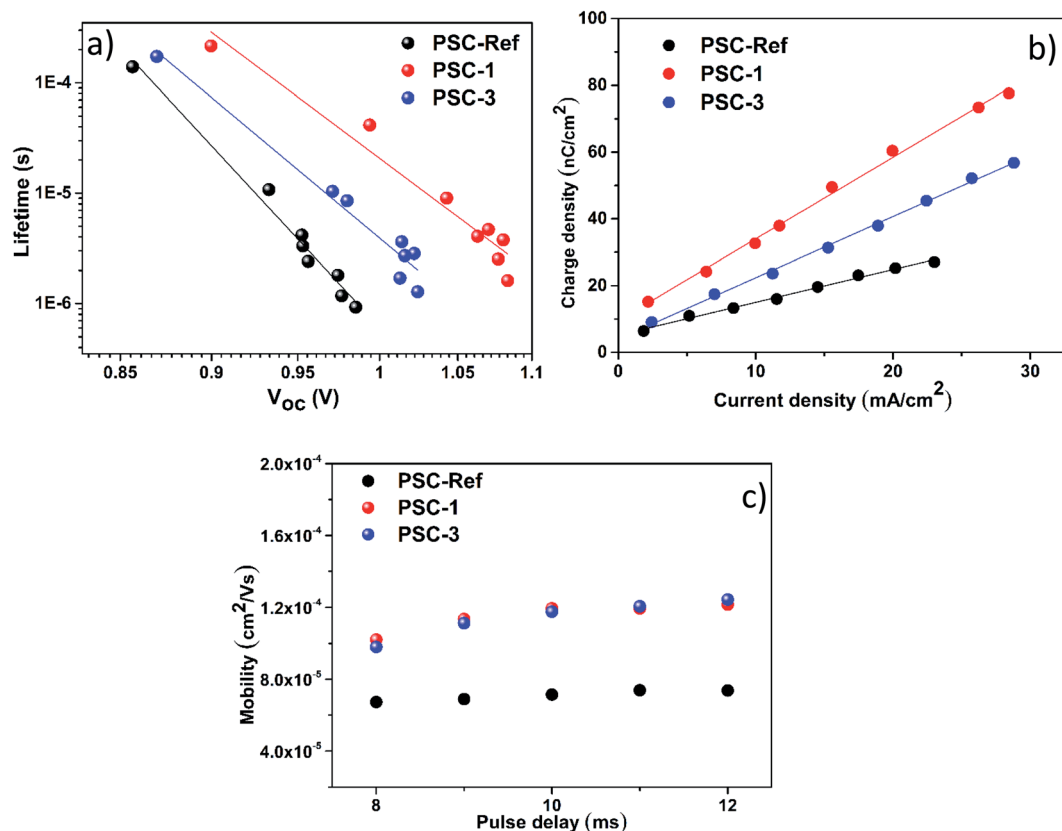 a)
PSC-Ref
PSC-1
PSC-3
1E-4
1E-5
1E-6
Lifetime (s)
0.85 0.9 0.95 1 1.05 1.1
Voc (V)
b)
PSC-Ref
PSC-1
PSC-3
100
80
60
40
20
0
Charge density (nC/cm²)
0 10 20 30
Current density (mA/cm²)
c)
PSC-Ref
PSC-1
PSC-3
2.0x10⁻⁴
1.6x10⁻⁴
1.2x10⁻⁴
8.0x10⁻⁵
4.0x10⁻⁵
Mobility (cm²/Vs)
8 10 12
Pulse delay (ms)